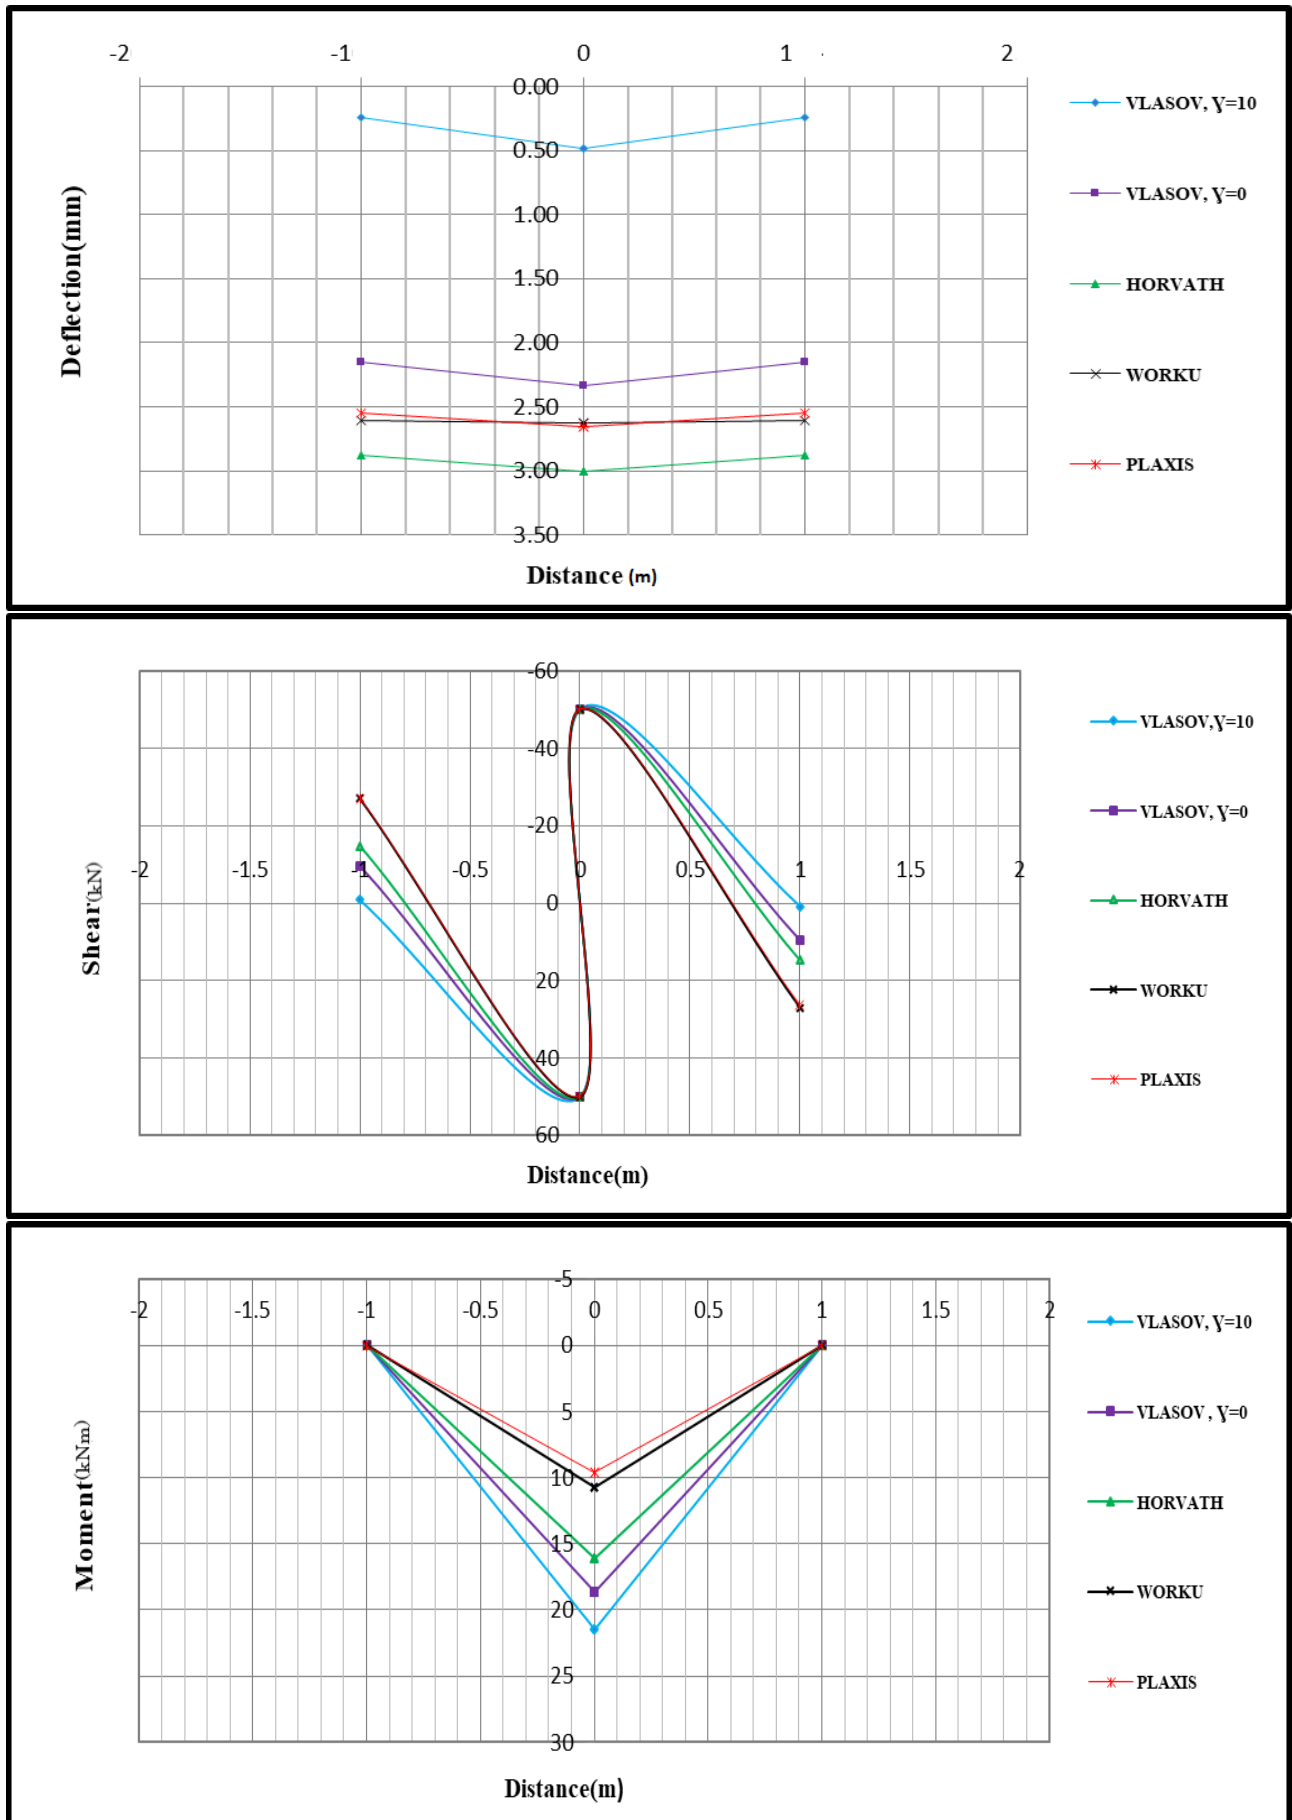 -2 -1 0 1 2
0.00
VLASOV, Ɣ=10
0.50
VLASOV, Ɣ=0
1.00
1.50
HORVATH
2.00
WORKU
2.50
PLAXIS
3.00
3.50
Deflection(mm)
Distance (m)
-60
VLASOV,Ɣ=10
-40
VLASOV, Ɣ=0
-20
-2 -1 -0.5 0 0.5 1 1.5 2
0
HORVATH
20
WORKU
40
PLAXIS
60
Shear(kN)
Distance(m)
-5
-2 -1.5 -1 -0.5 0 0.5 1 1.5 2
VLASOV, Ɣ=10
0
5
VLASOV , Ɣ=0
10
HORVATH
15
WORKU
20
25
PLAXIS
30
Moment(kNm)
Distance(m)